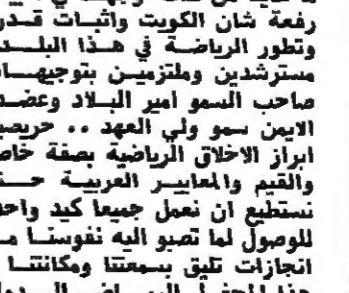 رفعة شان الكويت واثبات قدر
وتطور الرياضة في هذا البلد
مسترشدين وملتزمين بتوجيهات
صاحب السمو امير البلاد وعضد
الايمن سمو ولي العهد .. حريصي
ابراز الاخلاق الرياضية بصفة خاص
والقيم والمعايير العربية حت
نستطيع ان نعمل جميعا كيد واحد
للوصول لما تصبو اليه نفوسنا م
انجازات تليق بسمعتنا ومكانتنا